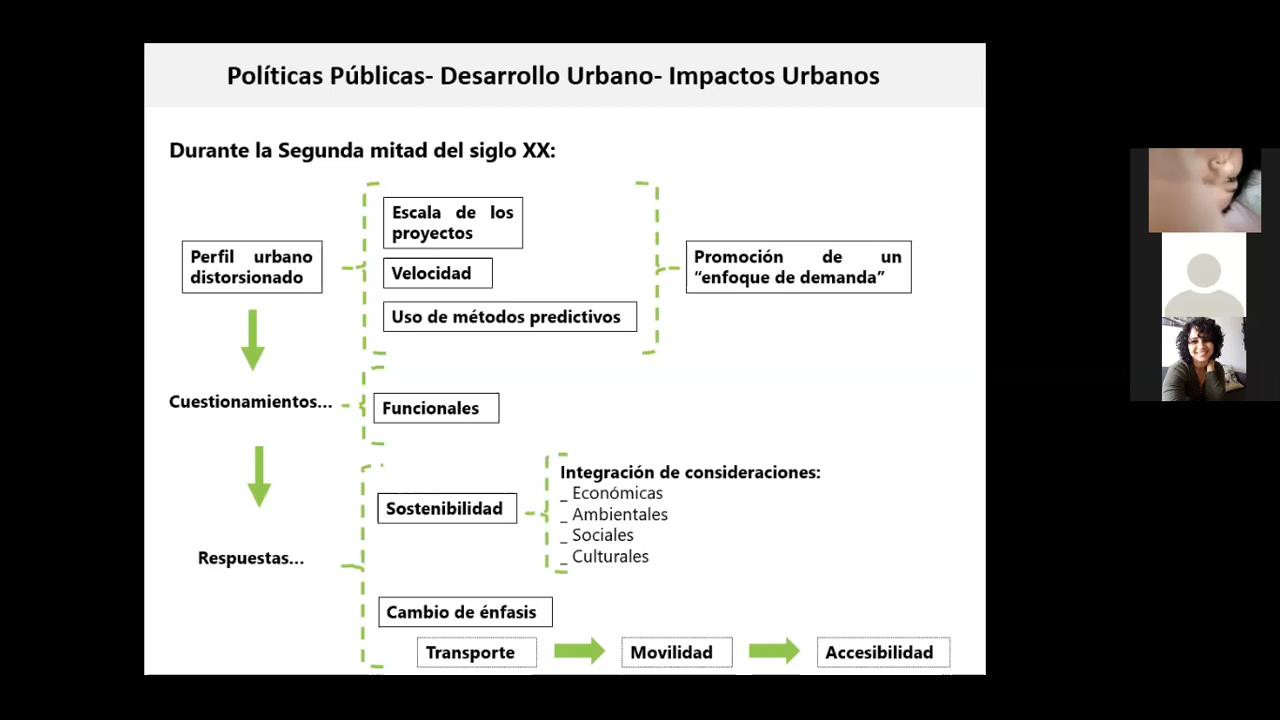 Políticas Públicas- Desarrollo Urbano- Impactos Urbanos
Durante la Segunda mitad del siglo XX:
Perfil urbano
distorsionado
Escala de los
proyectos
Velocidad
Uso de métodos predictivos
Promoción de un
“enfoque de demanda”
Cuestionamientos...
Funcionales
Respuestas...
Sostenibilidad
Integración de consideraciones:
_ Económicas
_ Ambientales
_ Sociales
_ Culturales
Cambio de énfasis
Transporte
Movilidad
Accesibilidad